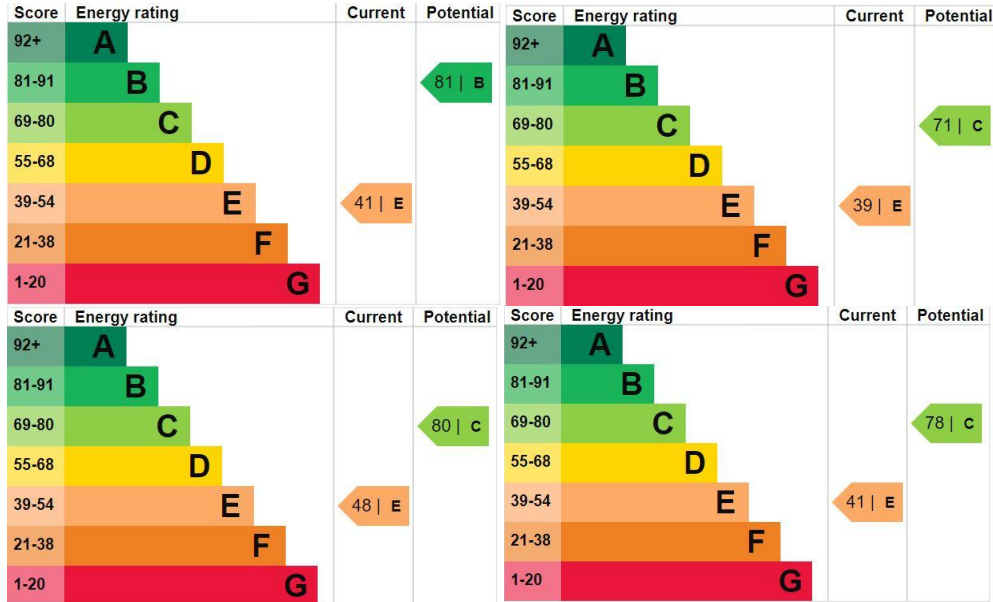 Score Energy rating Current Potential
92+ A
81-91 B 81 | B
69-80 C
55-68 D
39-54 E 41 | E
21-38 F
1-20 G
Score Energy rating Current Potential
92+ A
81-91 B
69-80 C 71 | C
55-68 D
39-54 E 39 | E
21-38 F
1-20 G
Score Energy rating Current Potential
92+ A
81-91 B
69-80 C 80 | C
55-68 D
39-54 E 48 | E
21-38 F
1-20 G
Score Energy rating Current Potential
92+ A
81-91 B
69-80 C 78 | C
55-68 D
39-54 E 41 | E
21-38 F
1-20 G